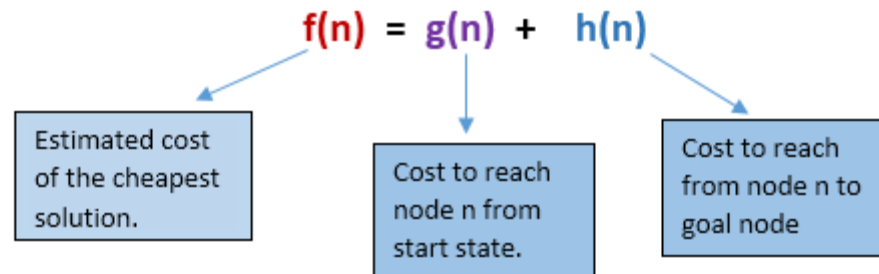 f(n) = g(n) + h(n)
Estimated cost
of the cheapest
solution.
Cost to reach
node n from
start state.
Cost to reach
from node n to
goal node